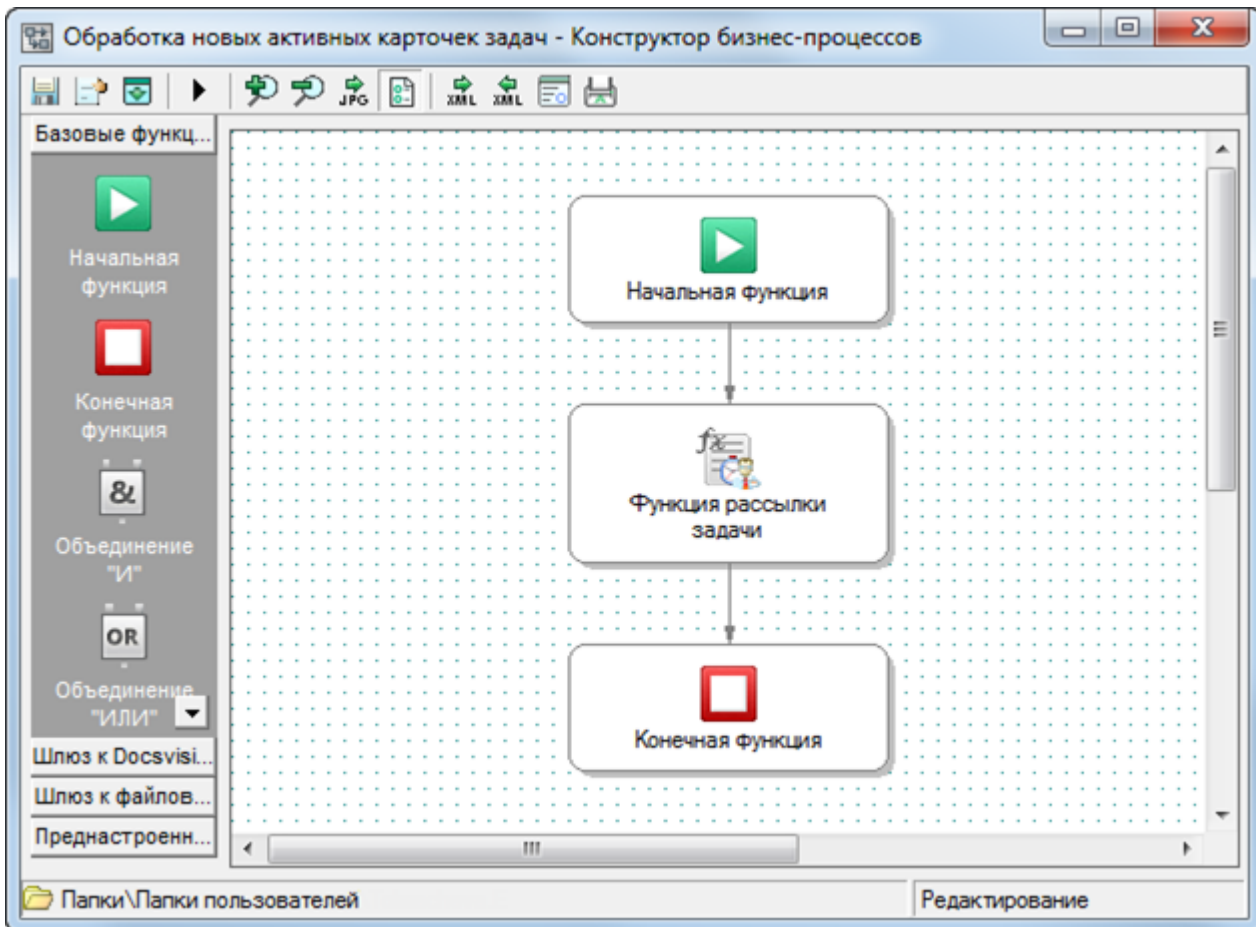 Обработка новых активных карточек задач - Конструктор бизнес-процессов
JPG
XML
XML
Базовые функц...
Начальная
функция
Конечная
функция
&
Объединение
"И"
OR
Объединение
"ИЛИ"
Шлюз к Docsvisi...
Шлюз к файлов...
Преднастроенн...
Начальная функция
fx
Функция рассылки
задачи
Конечная функция
Папки\Папки пользователей
Редактирование